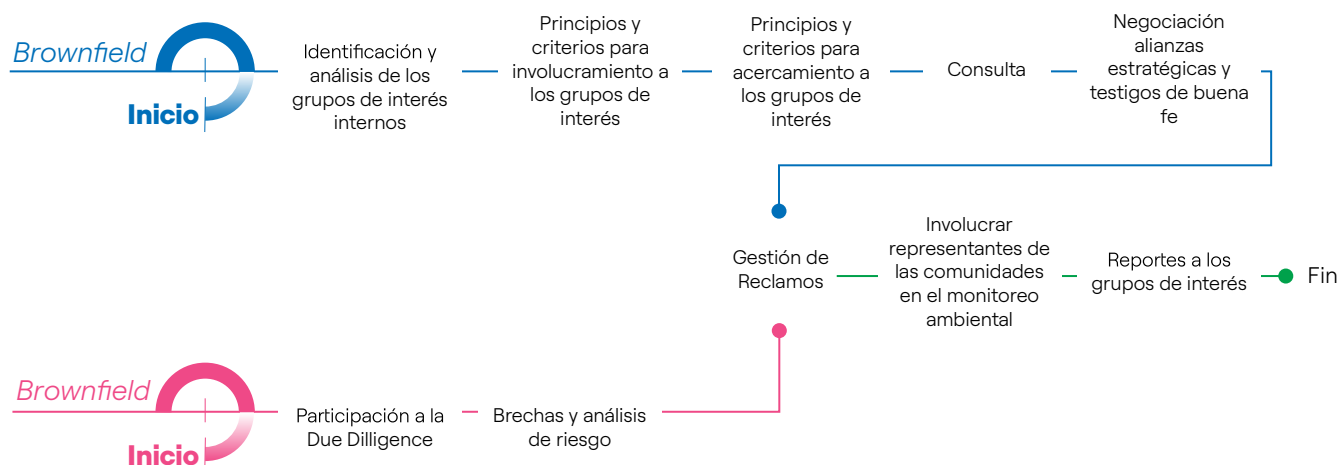 Brownfield
Inicio
Identificación y
análisis de los
grupos de interés
internos
Principios y
criterios para
involucramiento a
los grupos de
interés
Principios y
criterios para
acercamiento a
los grupos de
interés
Consulta
Negociación
alianzas
estratégicas y
testigos de buena
fe
Gestión de
Reclamos
Involucrar
representantes de
las comunidades
en el monitoreo
ambiental
Reportes a los
grupos de interés
Fin
Brownfield
Inicio
Participación a la
Due Dilligence
Brechas y análisis
de riesgo